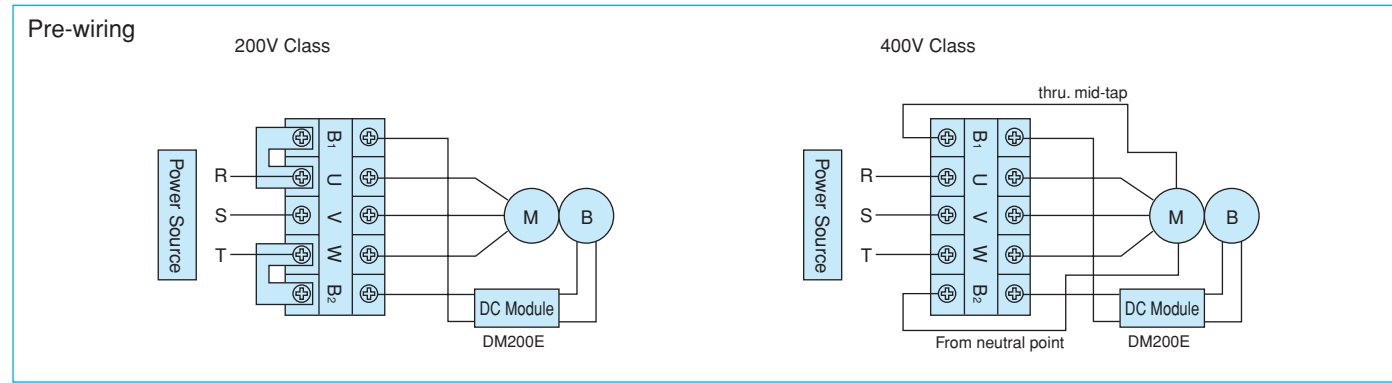 Pre-wiring
200V Class
Power Source
R
S
T
B1
U
V
W
B2
M
B
DC Module
DM200E
400V Class
thru. mid-tap
Power Source
R
S
T
B1
U
V
W
B2
M
B
DC Module
From neutral point
DM200E